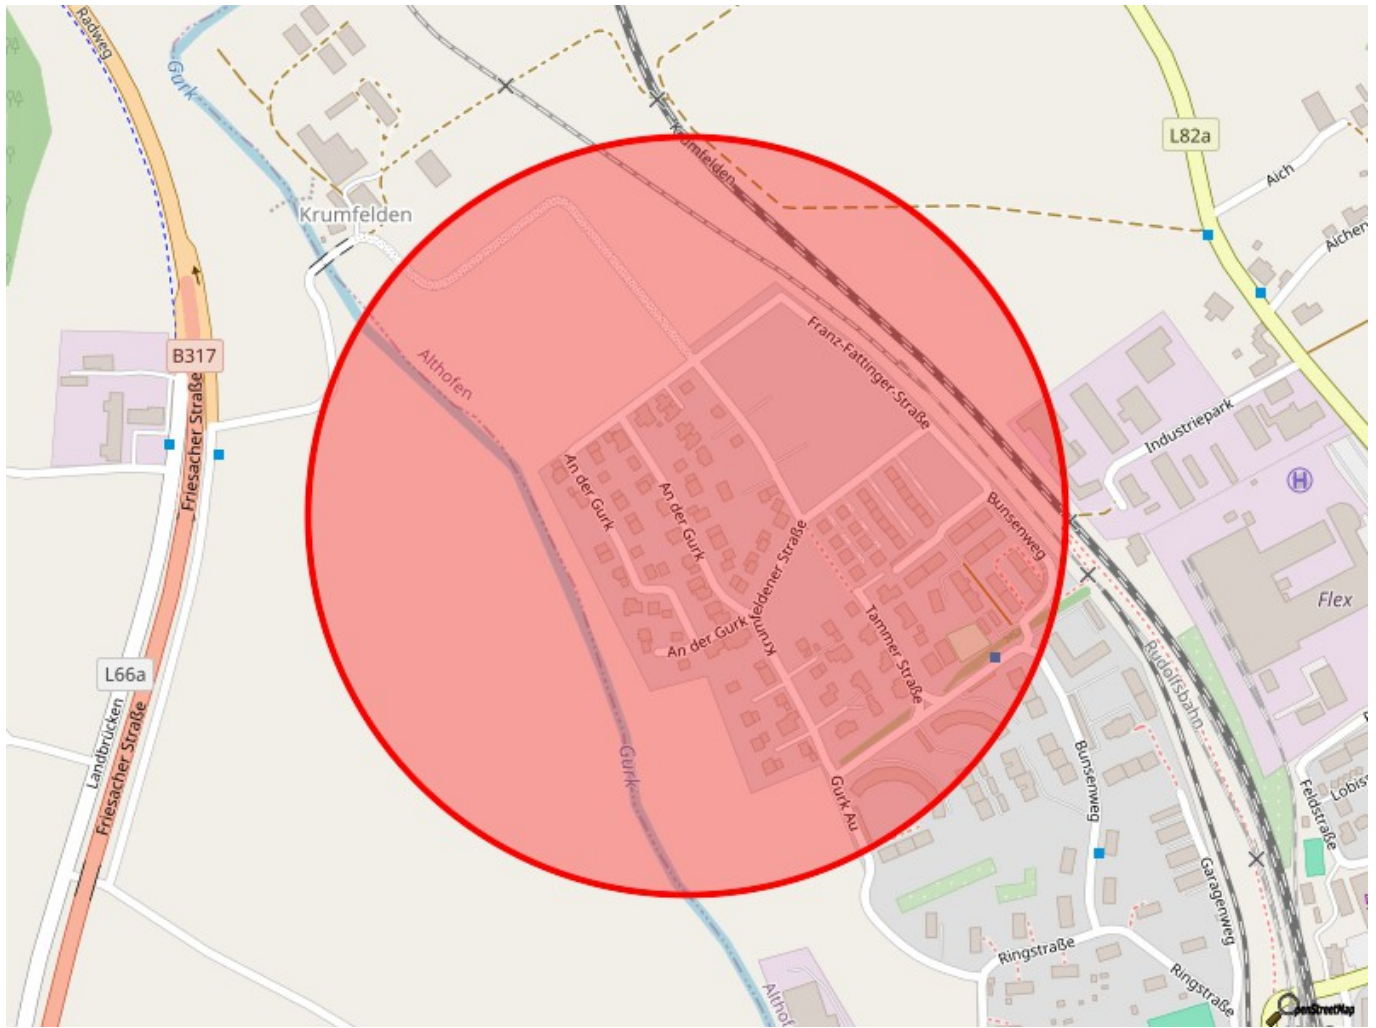 Radweg
Gurk
Krumfelden
L82a
Aich
Aichen
Krumfelden
B317
Friesacher Straße
Althofen
Franz-Fattinger-Straße
Industriepark
An der Gurk
An der Gurk
Bunsenweg
H
Krumfeldener Straße
Flex
An der Gurk
Tammer Straße
Rudolfsbahn
L66a
Landbrücken
Friesacher Straße
Gurk
Gurk Au
Bunsenweg
Feldstraße
Lobiss
Garagenweg
Ringstraße
Ringstraße
Althof
OpenStreetMap